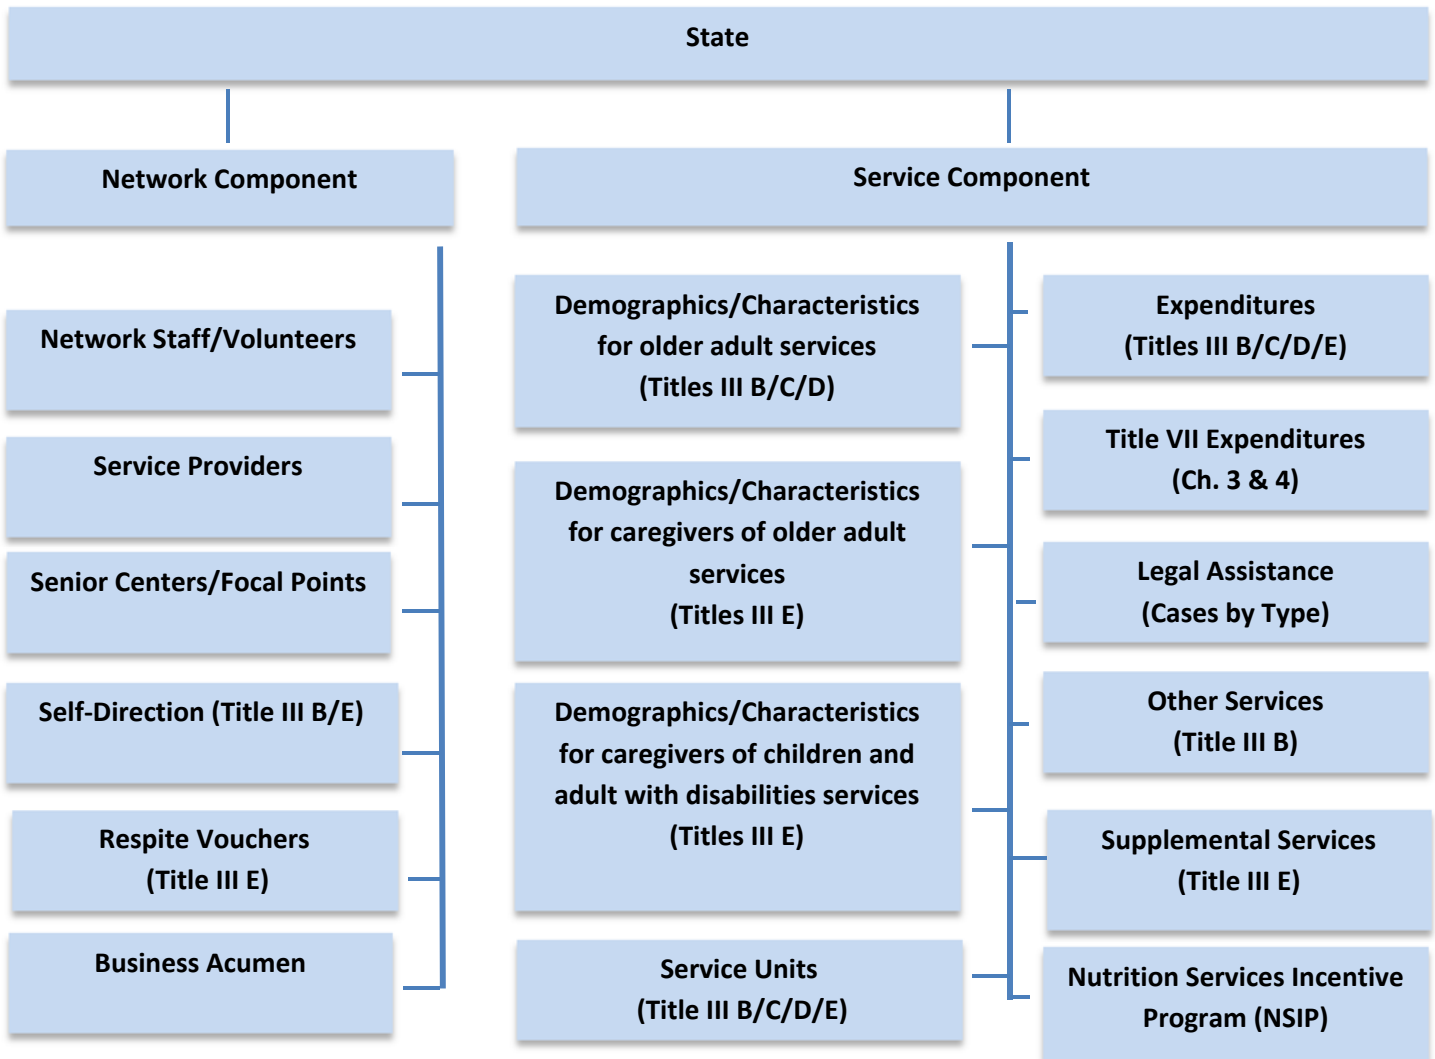 State
Network Component
Service Component
Network Staff/Volunteers
Service Providers
Senior Centers/Focal Points
Self-Direction (Title III B/E)
Respite Vouchers
(Title III E)
Business Acumen
Demographics/Characteristics
for older adult services
(Titles III B/C/D)
Demographics/Characteristics
for caregivers of older adult
services
(Titles III E)
Demographics/Characteristics
for caregivers of children and
adult with disabilities services
(Titles III E)
Service Units
(Title III B/C/D/E)
Expenditures
(Titles III B/C/D/E)
Title VII Expenditures
(Ch. 3 & 4)
Legal Assistance
(Cases by Type)
Other Services
(Title III B)
Supplemental Services
(Title III E)
Nutrition Services Incentive
Program (NSIP)